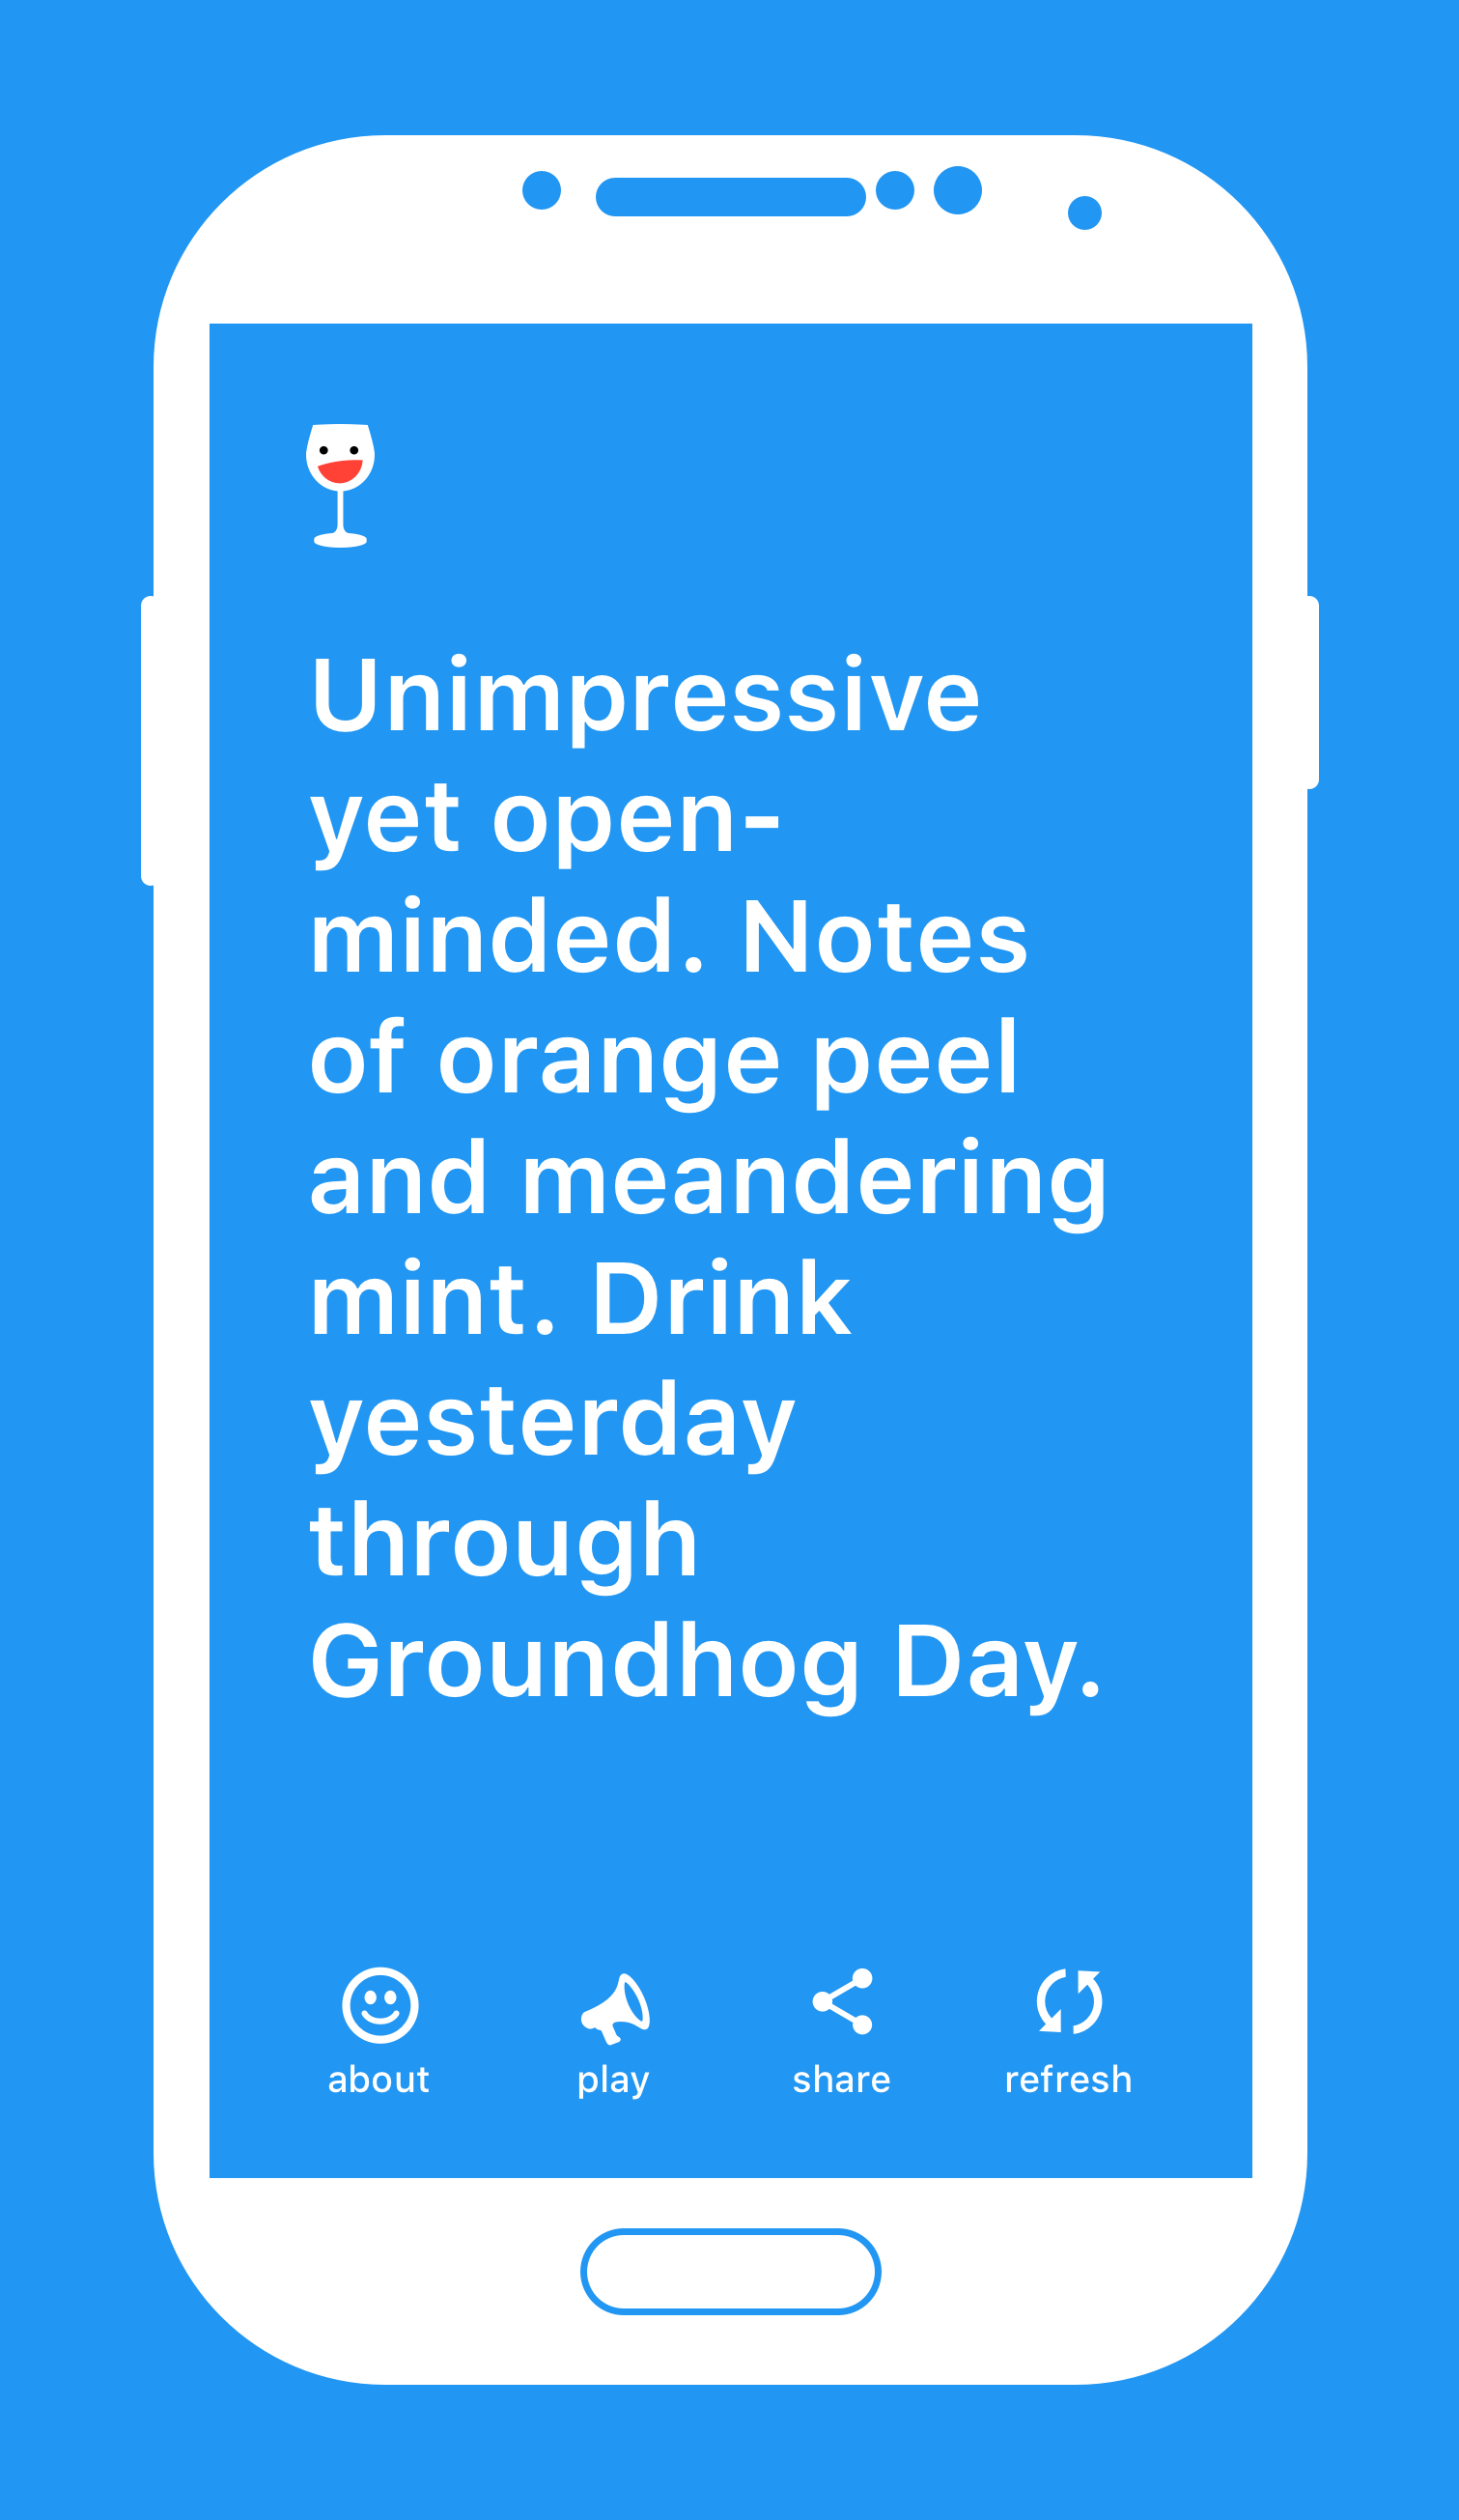 Unimpressive
yet open-
minded. Notes
of orange peel
and meandering
mint. Drink
yesterday
through
Groundhog Day.
about play share refresh